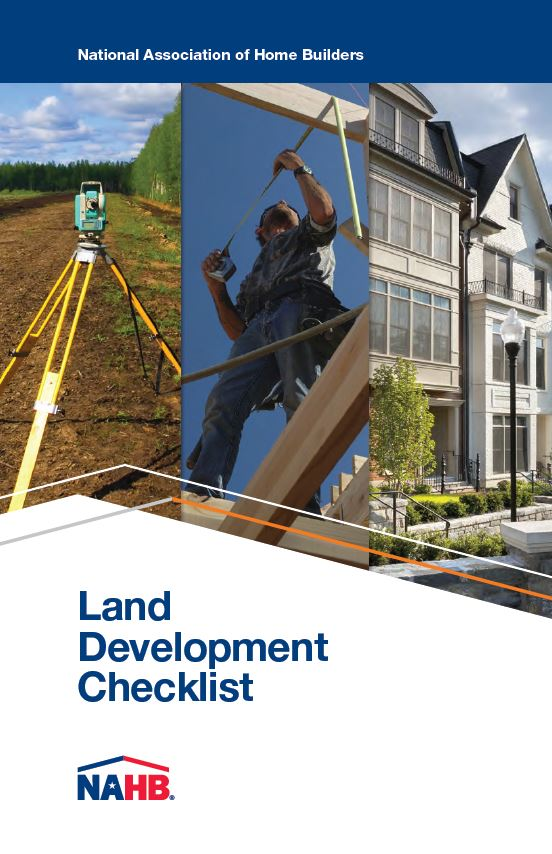 National Association of Home Builders
Land
Development
Checklist
NAHB®